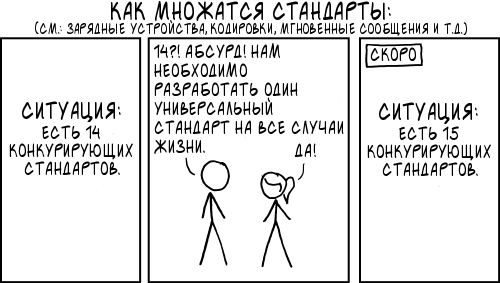 КАК МНОЖАТСЯ СТАНДАРТЫ:
(СМ.: ЗАРЯДНЫЕ УСТРОЙСТВА, КОДИРОВКИ, МГНОВЕННЫЕ СООБЩЕНИЯ И Т.Д.)
СИТУАЦИЯ:
ЕСТЬ 14
КОНКУРИРУЮЩИХ
СТАНДАРТОВ.
14?! АБСУРД! НАМ
НЕОБХОДИМО
РАЗРАБОТАТЬ ОДИН
УНИВЕРСАЛЬНЫЙ
СТАНДАРТ НА ВСЕ СЛУЧАИ
ЖИЗНИ.
ДА!
СКОРО
СИТУАЦИЯ:
ЕСТЬ 15
КОНКУРИРУЮЩИХ
СТАНДАРТОВ.